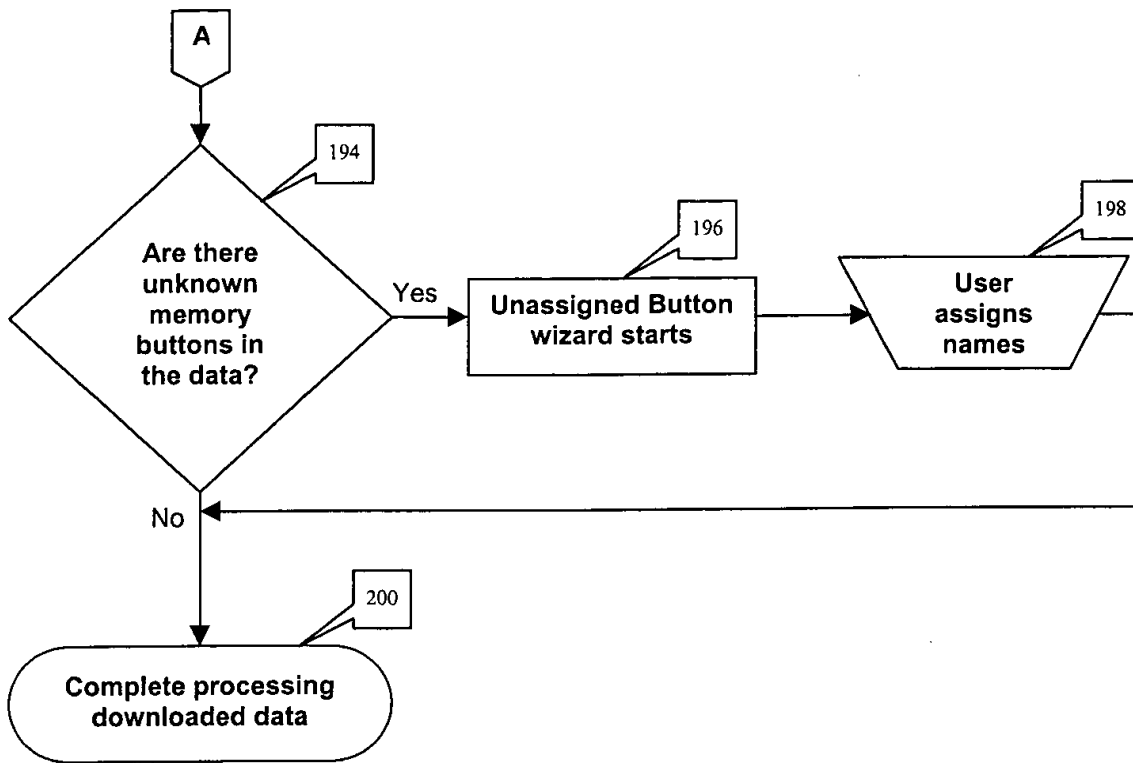 A
194
Are there
unknown
memory
buttons in
the data?
Yes
196
Unassigned Button
wizard starts
198
User
assigns
names
No
200
Complete processing
downloaded data